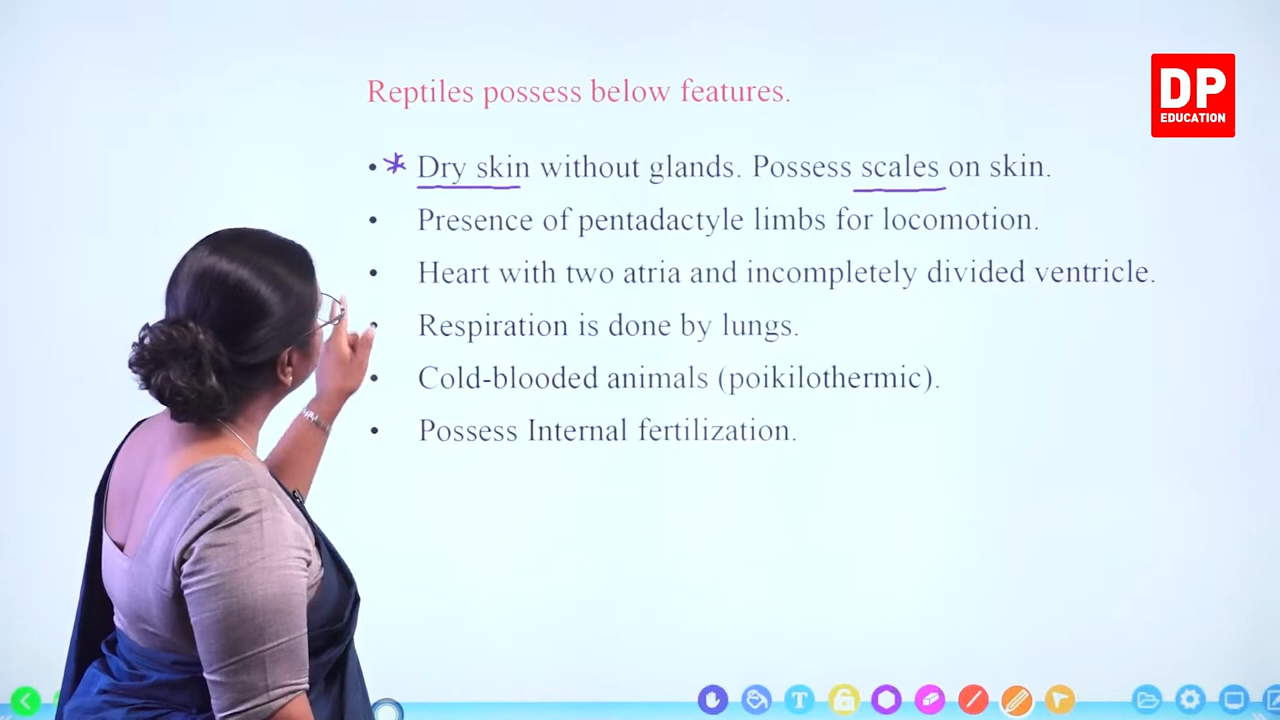 DP
EDUCATION
Reptiles possess below features.
• * Dry skin without glands. Possess scales on skin.
• Presence of pentadactyle limbs for locomotion.
• Heart with two atria and incompletely divided ventricle.
• Respiration is done by lungs.
• Cold-blooded animals (poikilothermic).
• Possess Internal fertilization.
T